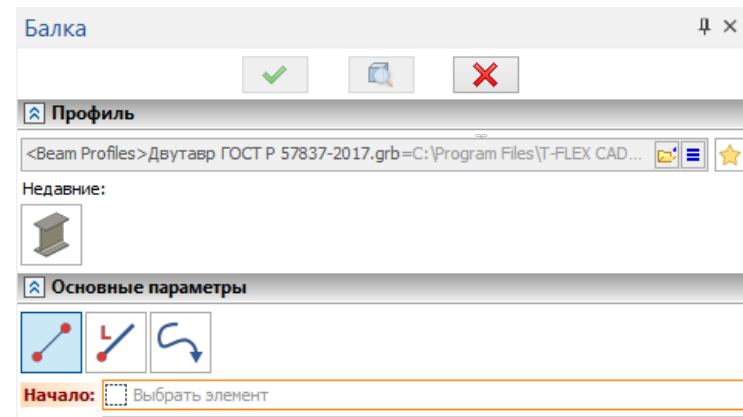 Балка
Профиль
<Beam Profiles>Двутавр ГОСТ Р 57837-2017.grb=C:\Program Files\T-FLEX CAD...
Недавние:
Основные параметры
L
Начало: Выбрать элемент